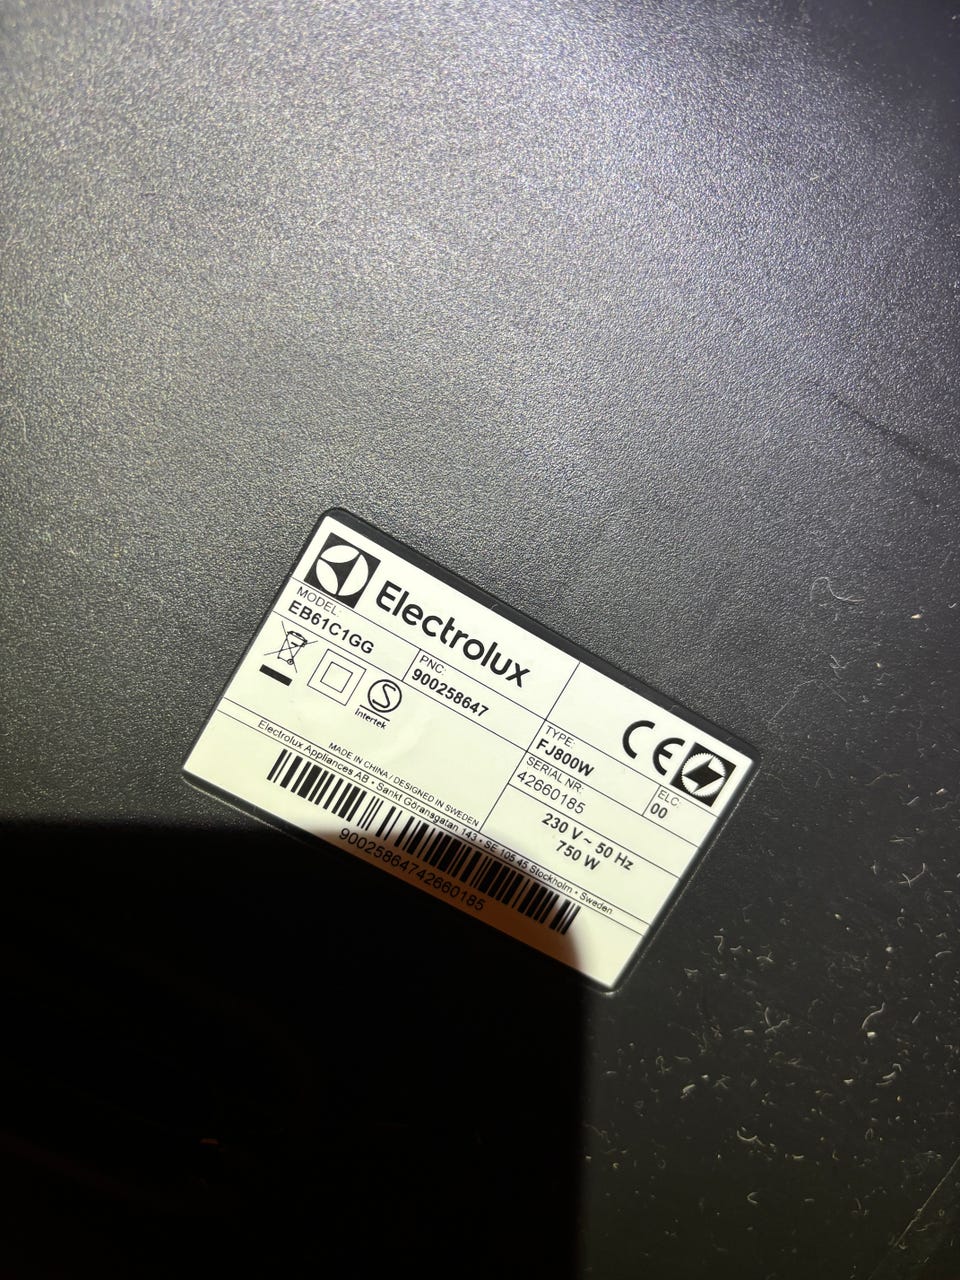 Electrolux
MODEL:
EB61C1GG
PNC:
900258647
TYPE:
FJ800W
ELC:
00
SERIAL NR:
42660185
S
Intertek
230 V ~ 50 Hz
750 W
MADE IN CHINA / DESIGNED IN SWEDEN
Electrolux Appliances AB • Sankt Göransgatan 143 • SE 105 45 Stockholm • Sweden
90025864742660185
CE